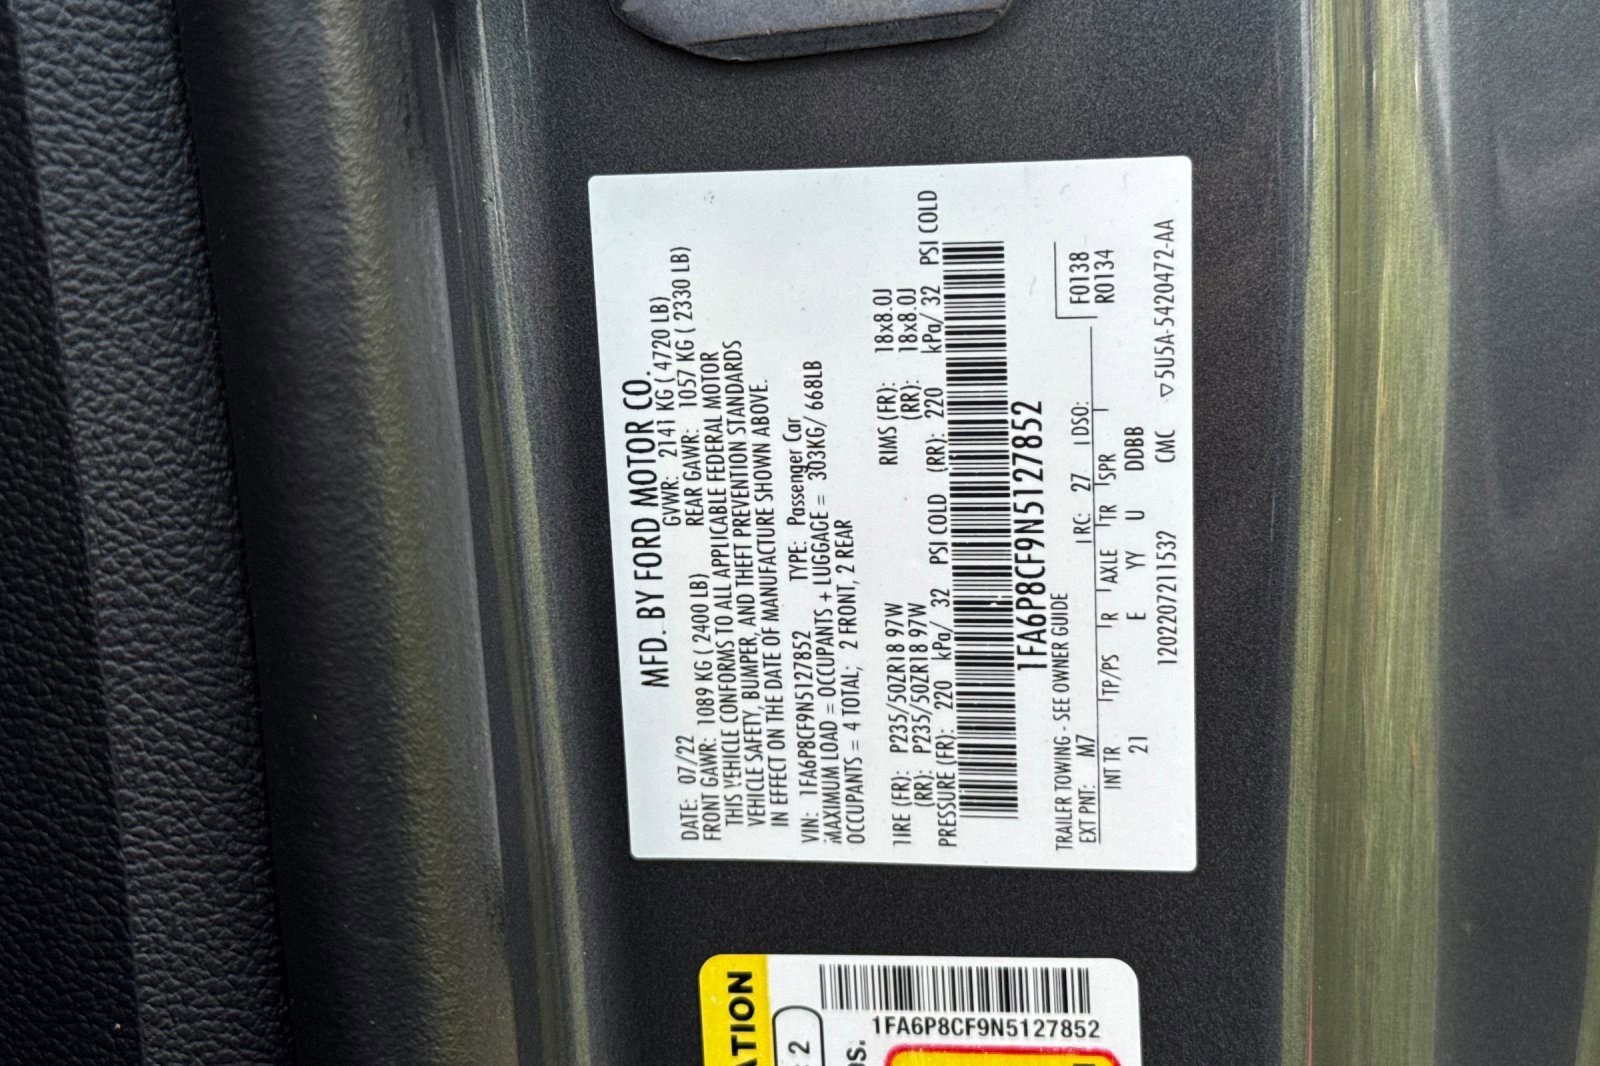 MFD. BY FORD MOTOR CO.
DATE: 07/22 GVWR: 2141 KG ( 4720 LB)
FRONT GAWR: 1089 KG ( 2400 LB) REAR GAWR: 1057 KG ( 2330 LB)
THIS VEHICLE CONFORMS TO ALL APPLICABLE FEDERAL MOTOR
VEHICLE SAFETY, BUMPER, AND THEFT PREVENTION STANDARDS
IN EFFECT ON THE DATE OF MANUFACTURE SHOWN ABOVE.
VIN: 1FA6P8CF9N5127852 TYPE: Passenger Car
MAXIMUM LOAD = OCCUPANTS + LUGGAGE = 303KG/ 668LB
OCCUPANTS = 4 TOTAL; 2 FRONT, 2 REAR
TIRE (FR): P235/50ZR18 97W RIMS (FR): 18x8.0J
(RR): P235/50ZR18 97W (RR): 18x8.0J
PRESSURE (FR): 220 kPa/ 32 PSI COLD (RR): 220 kPa/ 32 PSI COLD
1FA6P8CF9N5127852
TRAILER TOWING - SEE OWNER GUIDE
EXT PNT: M7 RC: 27 DSO: F0138
R0134
INT TR TP/PS R AXLE TR SPR
21 E YY U DDBB
12022072111537 CMC ▽5U5A-5420472-AA
ATION
1FA6P8CF9N5127852